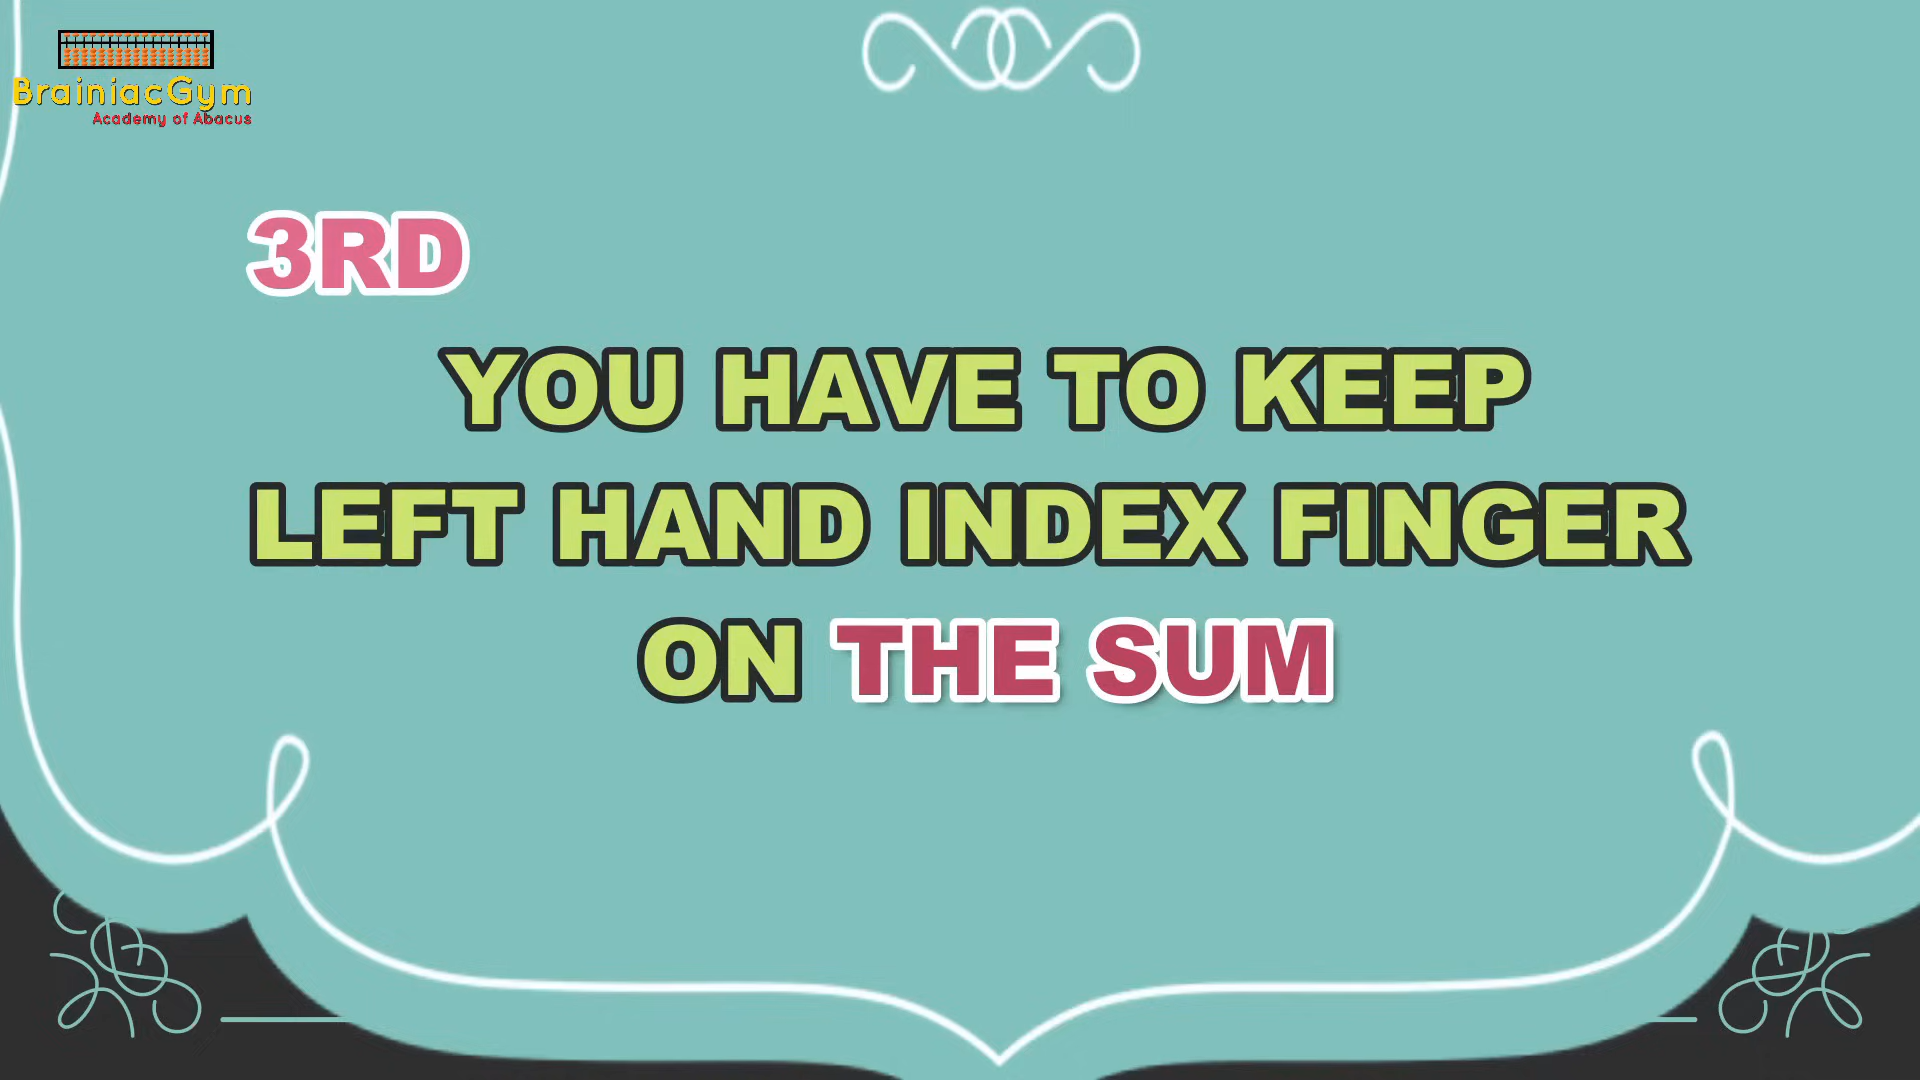 BrainiacGym
Academy of Abacus
3RD
YOU HAVE TO KEEP
LEFT HAND INDEX FINGER
ON THE SUM